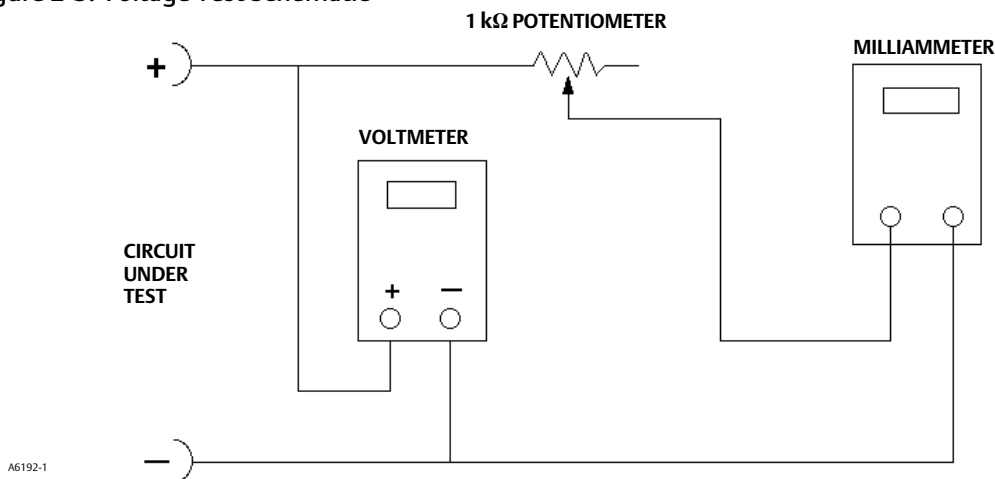 1 kΩ POTENTIOMETER
MILLIAMMETER
+
VOLTMETER
CIRCUIT
UNDER
TEST
+ —
—
A6192-1